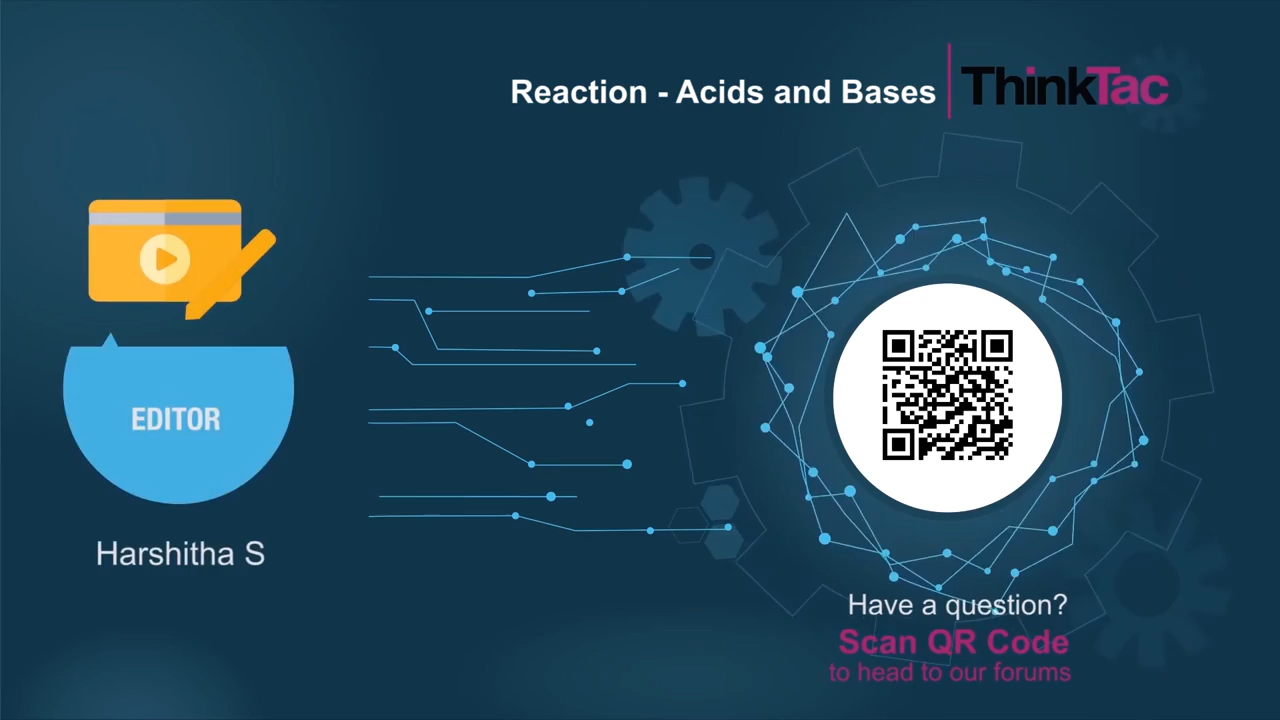 Reaction - Acids and Bases
ThinkTac
EDITOR
Harshitha S
Have a question?
Scan QR Code
to head to our forums